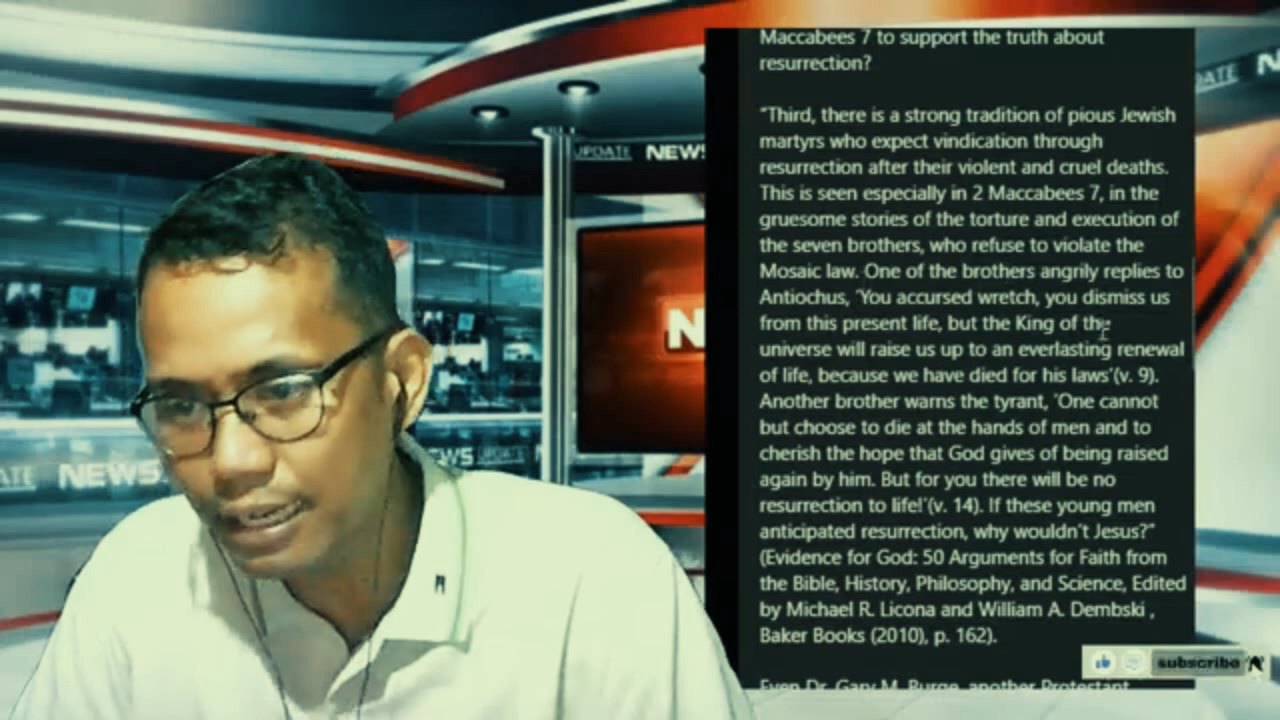 Maccabees 7 to support the truth about
resurrection?
"Third, there is a strong tradition of pious Jewish
martyrs who expect vindication through
resurrection after their violent and cruel deaths.
This is seen especially in 2 Maccabees 7, in the
gruesome stories of the torture and execution of
the seven brothers, who refuse to violate the
Mosaic law. One of the brothers angrily replies to
Antiochus, 'You accursed wretch, you dismiss us
from this present life, but the King of the
universe will raise us up to an everlasting renewal
of life, because we have died for his laws'(v. 9).
Another brother warns the tyrant, 'One cannot
but choose to die at the hands of men and to
cherish the hope that God gives of being raised
again by him. But for you there will be no
resurrection to life!'(v. 14). If these young men
anticipated resurrection, why wouldn't Jesus?"
(Evidence for God: 50 Arguments for Faith from
the Bible, History, Philosophy, and Science, Edited
by Michael R. Licona and William A. Dembski ,
Baker Books (2010), p. 162).
Even Dr. Gary M. Burge, another Protestant
UPDATE NEWS
NEWS
NEWS UPDATE
subscribe